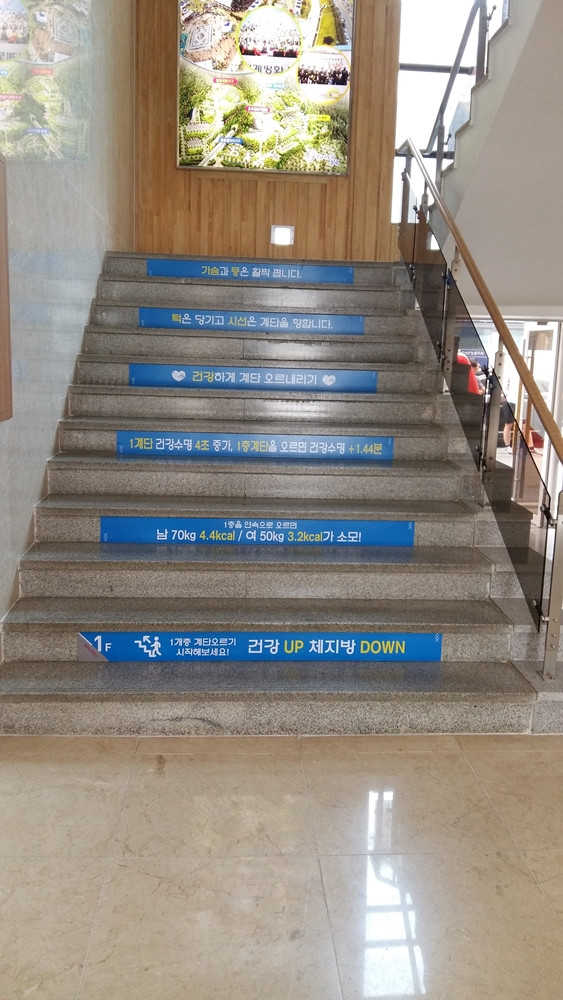 가슴과 등은 활짝 폅니다.
턱은 당기고 시선은 계단을 향합니다.
건강하게 계단 오르내리기
1계단 건강수명 4초 증가, 1층계단을 오르면 건강수명 +1.44분
1층을 연속으로 오르면
남 70kg 4.4kcal / 여 50kg 3.2kcal가 소모!
1F
1개층 계단오르기
시작해보세요!
건강 UP 체지방 DOWN